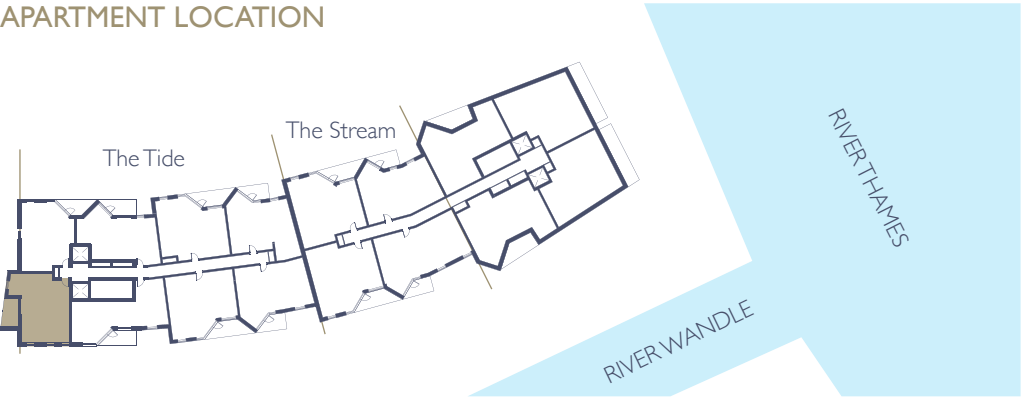 APARTMENT LOCATION
The Stream
The Tide
RIVER THAMES
RIVER WANDLE